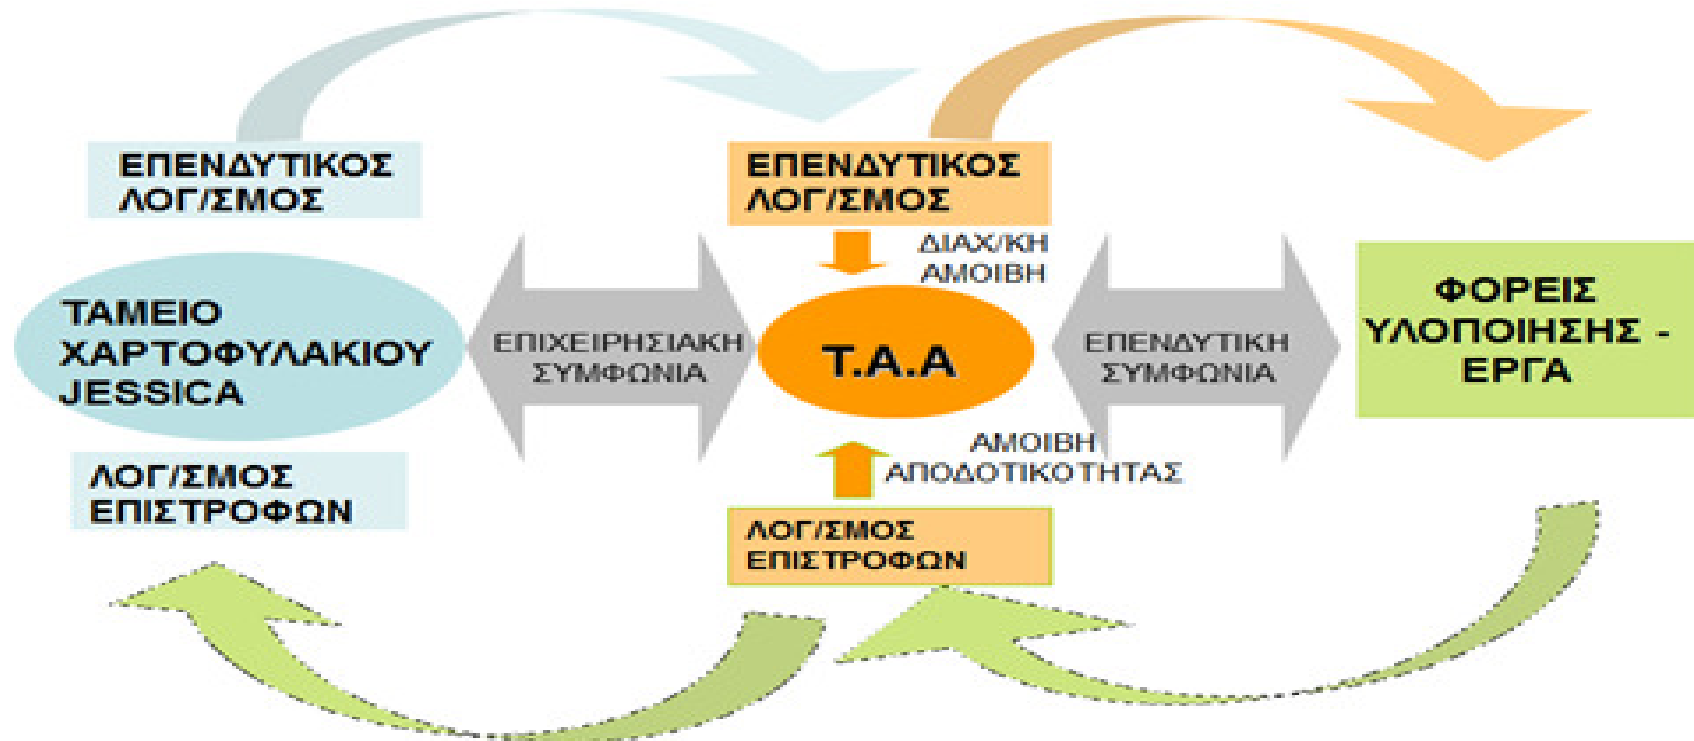 ΕΠΕΝΔΥΤΙΚΟΣ
ΛΟΓ/ΣΜΟΣ
ΕΠΕΝΔΥΤΙΚΟΣ
ΛΟΓ/ΣΜΟΣ
ΔΙΑΧ/ΚΗ
ΑΜΟΙΒΗ
ΤΑΜΕΙΟ
ΧΑΡΤΟΦΥΛΑΚΙΟΥ
JESSICA
ΕΠΙΧΕΙΡΗΣΙΑΚΗ
ΣΥΜΦΩΝΙΑ
Τ.Α.Α
ΕΠΕΝΔΥΤΙΚΗ
ΣΥΜΦΩΝΙΑ
ΦΟΡΕΙΣ
ΥΛΟΠΟΙΗΣΗΣ -
ΕΡΓΑ
ΛΟΓ/ΣΜΟΣ
ΕΠΙΣΤΡΟΦΩΝ
ΑΜΟΙΒΗ
ΑΠΟΔΟΤΙΚΟΤΗΤΑΣ
ΛΟΓ/ΣΜΟΣ
ΕΠΙΣΤΡΟΦΩΝ